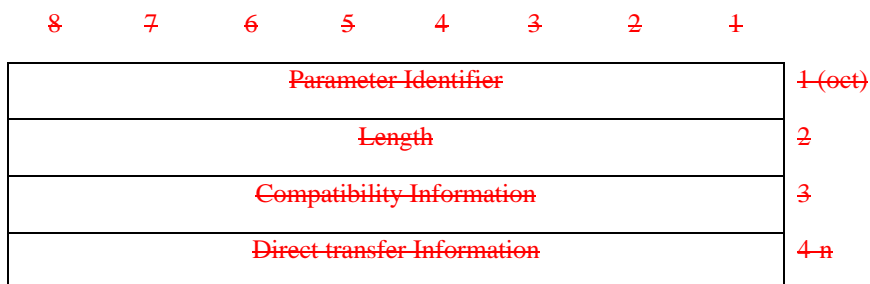 8 7 6 5 4 3 2 1
Parameter Identifier 1 (oct)
Length 2
Compatibility Information 3
Direct transfer Information 4-n